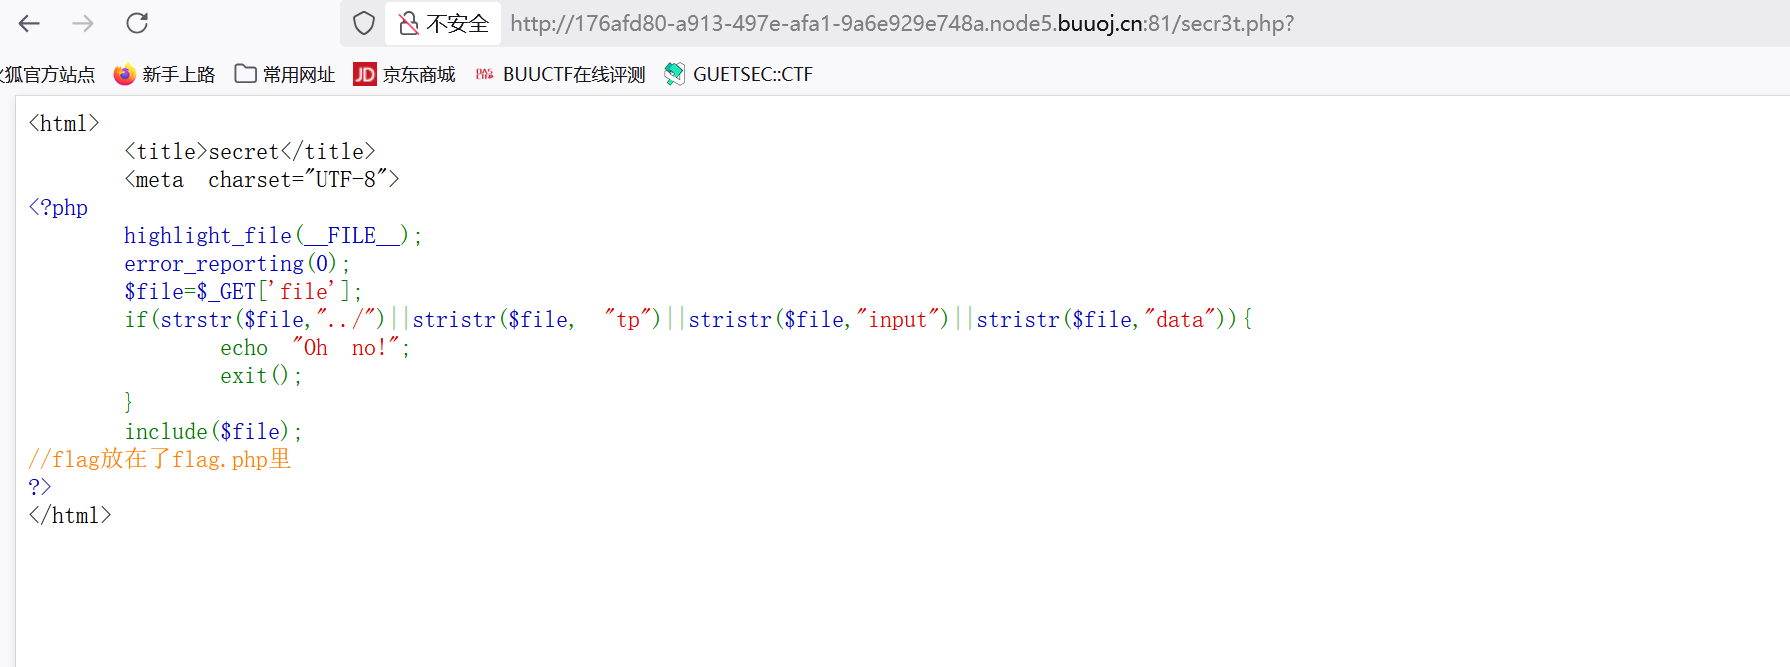 不安全 http://176afd80-a913-497e-afa1-9a6e929e748a.node5.buuoj.cn:81/secr3t.php?
狐官方站点 新手上路 常用网址 JD 京东商城 BUUCTF在线评测 GUETSEC::CTF
<html>
<title>secret</title>
<meta charset="UTF-8">
<?php
highlight_file(__FILE__);
error_reporting(0);
$file=$_GET['file'];
if(strstr($file,"../")||stristr($file, "tp")||stristr($file,"input")||stristr($file,"data")){
echo "Oh no!";
exit();
}
include($file);
//flag放在了flag.php里
?>
</html>